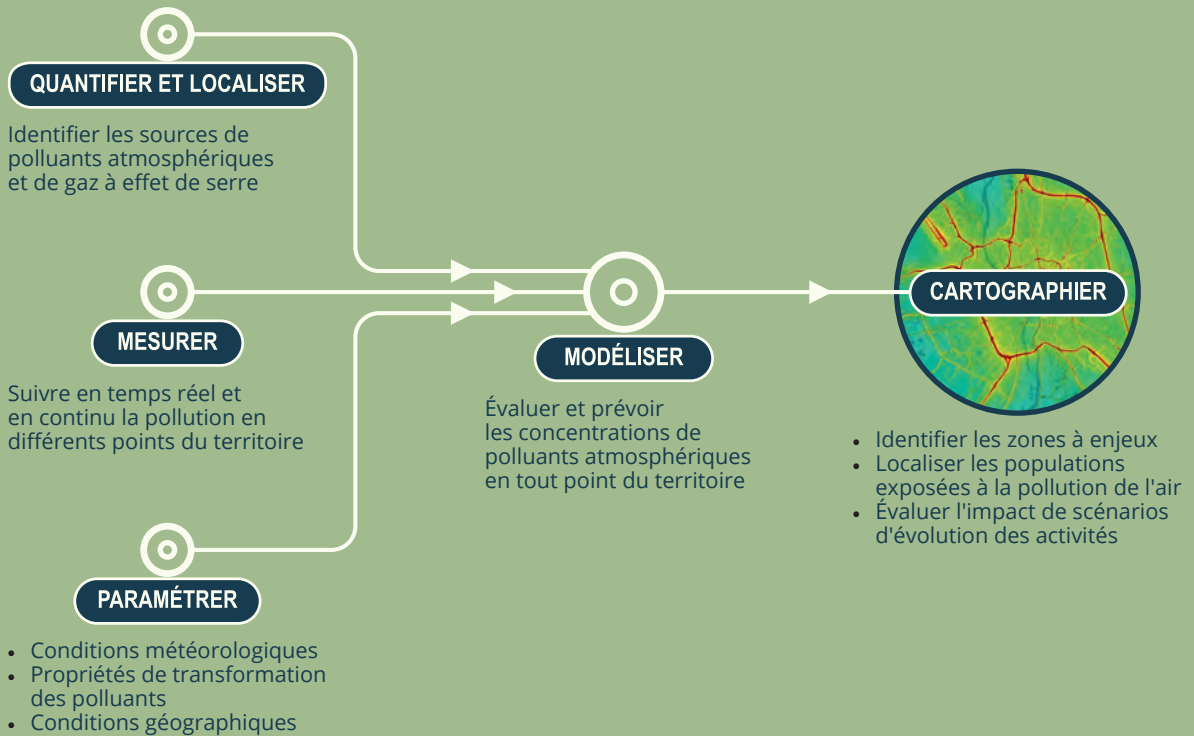 QUANTIFIER ET LOCALISER
Identifier les sources de
polluants atmosphériques
et de gaz à effet de serre
MESURER
Suivre en temps réel et
en continu la pollution en
différents points du territoire
PARAMÉTRER
• Conditions météorologiques
• Propriétés de transformation
des polluants
• Conditions géographiques
MODÉLISER
Évaluer et prévoir
les concentrations de
polluants atmosphériques
en tout point du territoire
CARTOGRAPHIER
• Identifier les zones à enjeux
• Localiser les populations
exposées à la pollution de l'air
• Évaluer l'impact de scénarios
d'évolution des activités